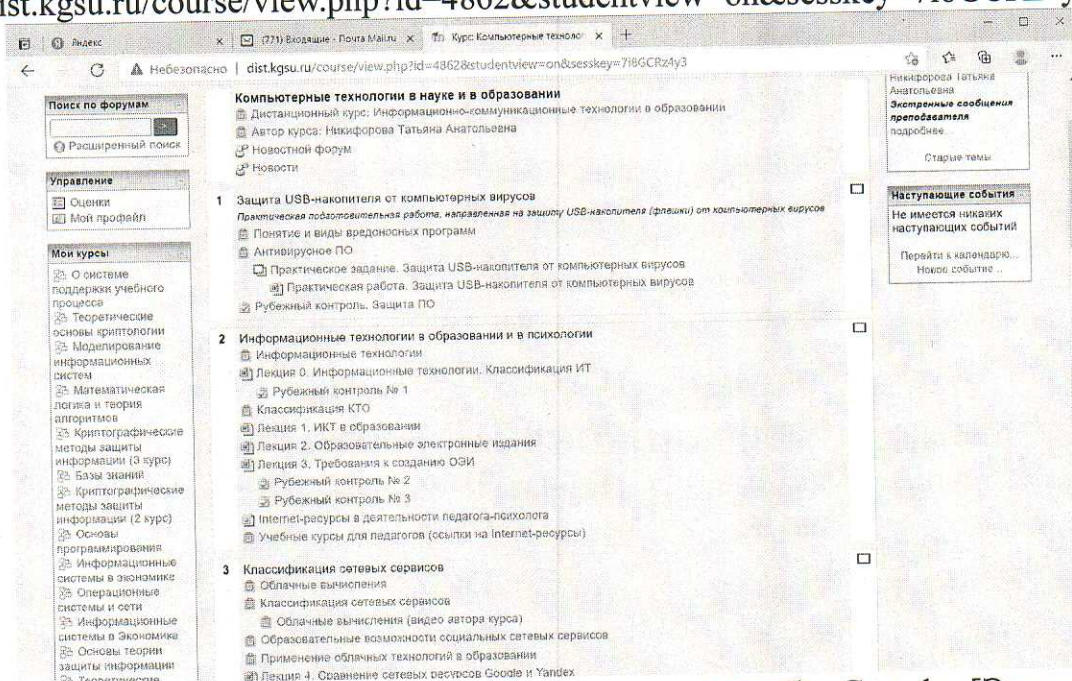 dist.kgsu.ru/course/view.php?id=4862&studentview=on&sesskey=7i8GCRz4y
Яндекс
(771) Входящие - Почта Mail.ru
Курс: Компьютерные технолог
Небезопасно | dist.kgsu.ru/course/view.php?id=4862&studentview=on&sesskey=7i8GCRz4y3
Поиск по форумам
Расширенный поиск
Управление
Оценки
Мой профайл
Мои курсы
О системе
поддержки учебного
процесса
Теоретические
основы криптологии
Моделирование
информационных
систем
Математическая
логика и теория
алгоритмов
Криптографические
методы защиты
информации (3 курс)
Базы знаний
Криптографические
методы защиты
информации (2 курс)
Основы
программирования
Информационные
системы в экономике
Операционные
системы и сети
Информационные
системы в Экономике
Основы теории
защиты информации
Теоретические
Компьютерные технологии в науке и в образовании
Дистанционный курс: Информационно-коммуникационные технологии в образовании
Автор курса: Никифорова Татьяна Анатольевна
Новостной форум
Новости
1 Защита USB-накопителя от компьютерных вирусов
Практическая подготовительная работа, направленная на защиту USB-накопителя (флешки) от компьютерных вирусов
Понятие и виды вредоносных программ
Антивирусное ПО
Практическое задание. Защита USB-накопителя от компьютерных вирусов
Практическая работа. Защита USB-накопителя от компьютерных вирусов
Рубежный контроль. Защита ПО
2 Информационные технологии в образовании и в психологии
Информационные технологии
Лекция 0. Информационные технологии. Классификация ИТ
Рубежный контроль № 1
Классификация КТО
Лекция 1. ИКТ в образовании
Лекция 2. Образовательные электронные издания
Лекция 3. Требования к созданию ОЭИ
Рубежный контроль № 2
Рубежный контроль № 3
Internet-ресурсы в деятельности педагога-психолога
Учебные курсы для педагогов (ссылки на Internet-ресурсы)
3 Классификация сетевых сервисов
Облачные вычисления
Классификация сетевых сервисов
Облачные вычисления (видео автора курса)
Образовательные возможности социальных сетевых сервисов
Применение облачных технологий в образовании
Лекция 4. Сравнение сетевых ресурсов Google и Yandex
Никифорова Татьяна
Анатольевна
Экстренные сообщения
преподавателя
подробнее...
Старые темы
Наступающие события
Не имеется никаких
наступающих событий
Перейти к календарю...
Новое событие...